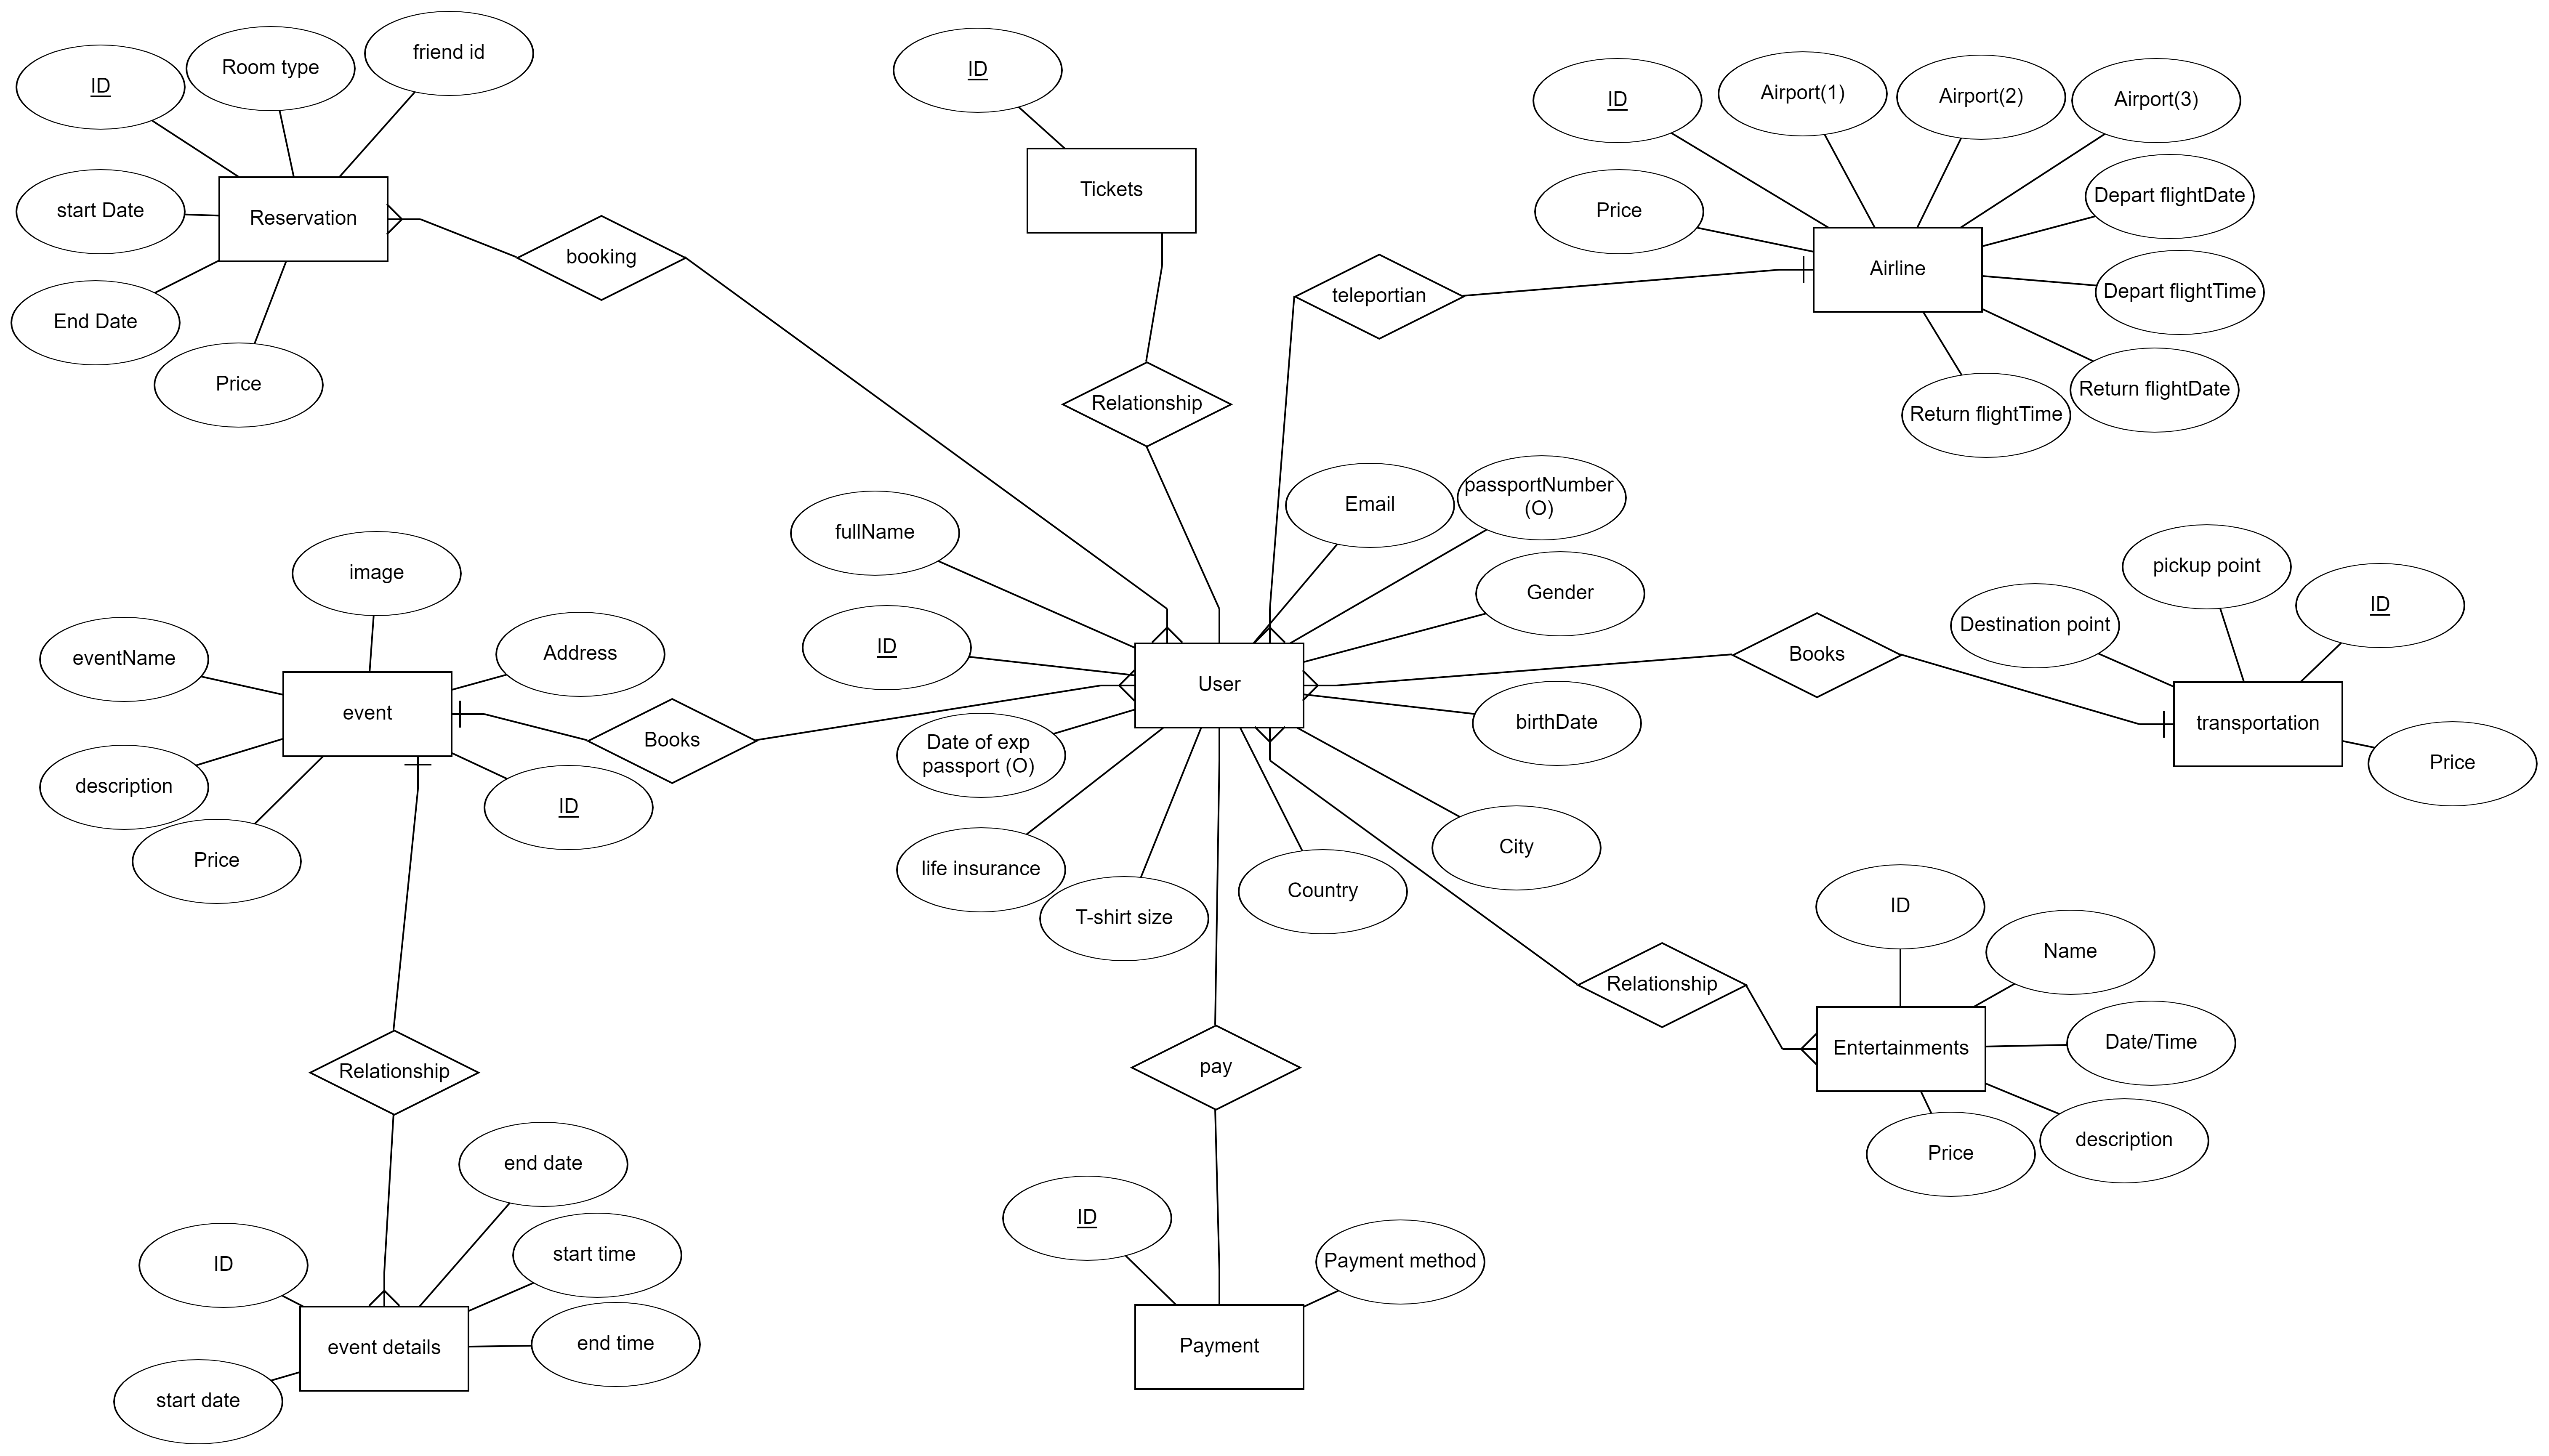 friend id
Room type
ID
start Date
Reservation
End Date
Price
booking
ID
Tickets
Relationship
ID
Airport(1)
Airport(2)
Airport(3)
Price
Depart flightDate
Airline
Depart flightTime
teleportian
Return flightDate
Return flightTime
fullName
ID
Email
passportNumber
(O)
Gender
User
birthDate
Date of exp
passport (O)
life insurance
T-shirt size
Country
City
image
eventName
Address
event
description
Price
ID
Books
Books
pickup point
Destination point
ID
transportation
Price
Relationship
ID
Name
Entertainments
Date/Time
description
Price
Relationship
end date
ID
start time
event details
end time
start date
pay
ID
Payment method
Payment